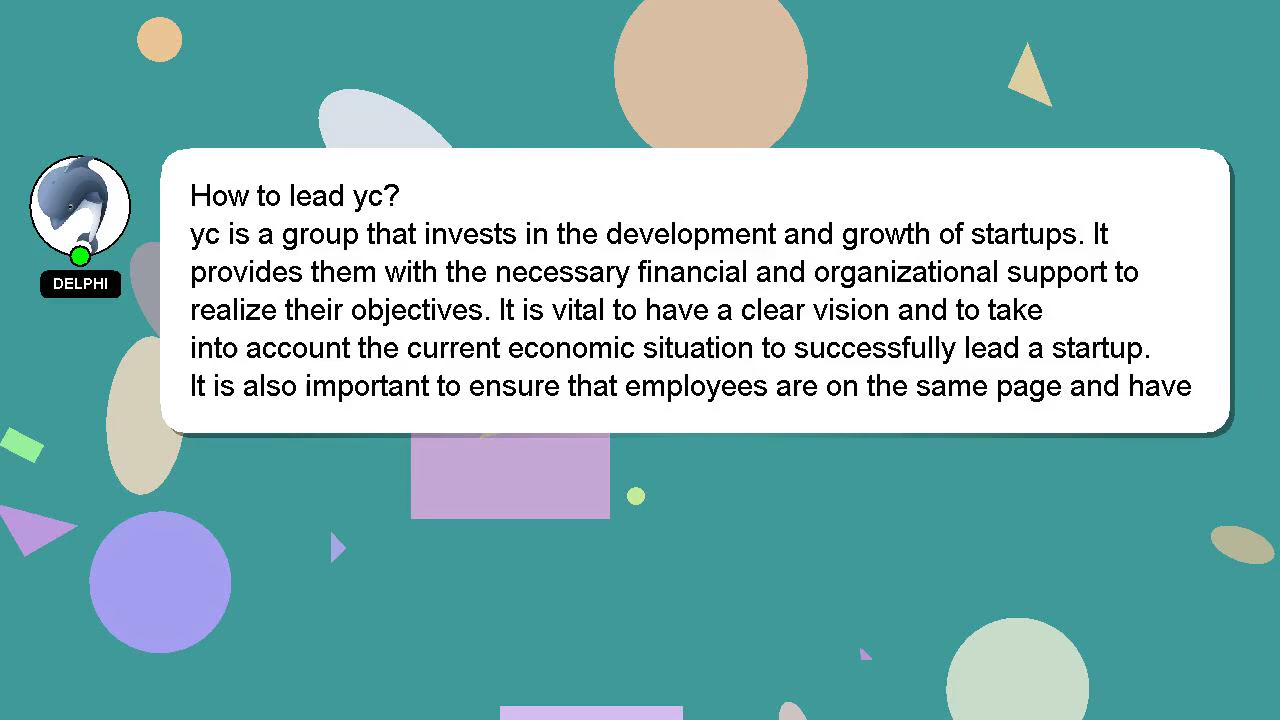 How to lead yc?
yc is a group that invests in the development and growth of startups. It
provides them with the necessary financial and organizational support to
realize their objectives. It is vital to have a clear vision and to take
into account the current economic situation to successfully lead a startup.
It is also important to ensure that employees are on the same page and have
DELPHI